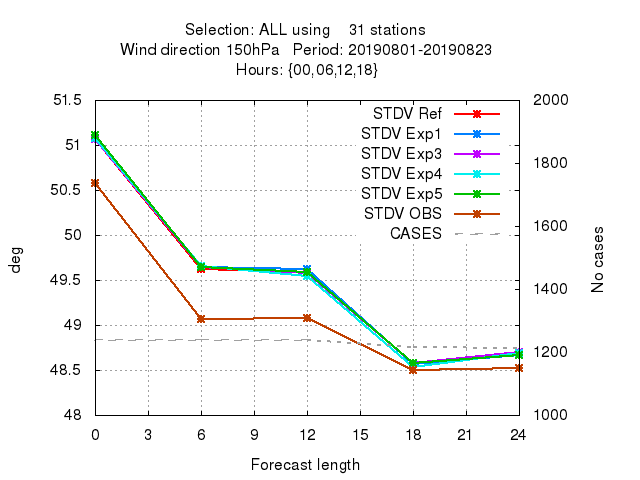 Selection: ALL using 31 stations
Wind direction 150hPa Period: 20190801-20190823
Hours: {00,06,12,18}
51.5
51
50.5
50
49.5
49
48.5
48
2000
1800
1600
1400
1200
1000
STDV Ref
STDV Exp1
STDV Exp3
STDV Exp4
STDV Exp5
STDV OBS
CASES
deg
No cases
0 3 6 9 12 15 18 21 24
Forecast length